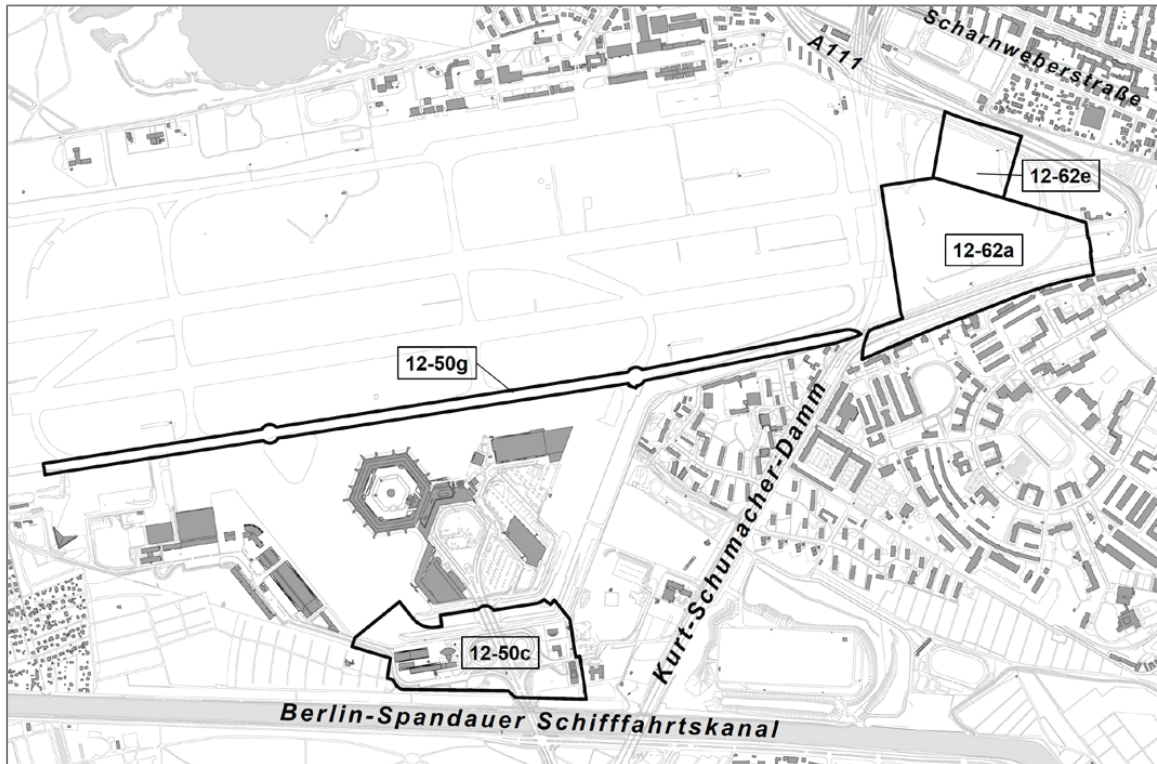 Scharnweberstraße
A111
12-62e
12-62a
12-50g
Kurt-Schumacher-Damm
12-50c
Berlin-Spandauer Schifffahrtskanal